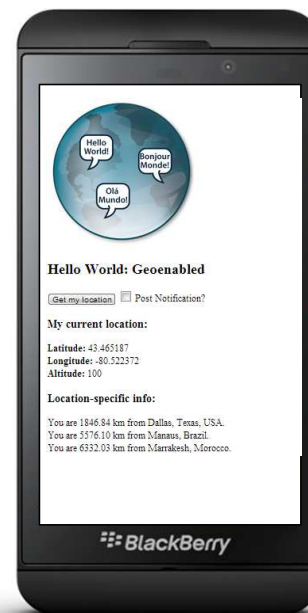 Hello
World!
Bonjour
Monde!
Olá
Mundo!
Hello World: Geoenabled
Get my location Post Notification?
My current location:
Latitude: 43.465187
Longitude: -80.522372
Altitude: 100
Location-specific info:
You are 1846.84 km from Dallas, Texas, USA.
You are 5576.10 km from Manaus, Brazil.
You are 6332.03 km from Marrakesh, Morocco.
BlackBerry